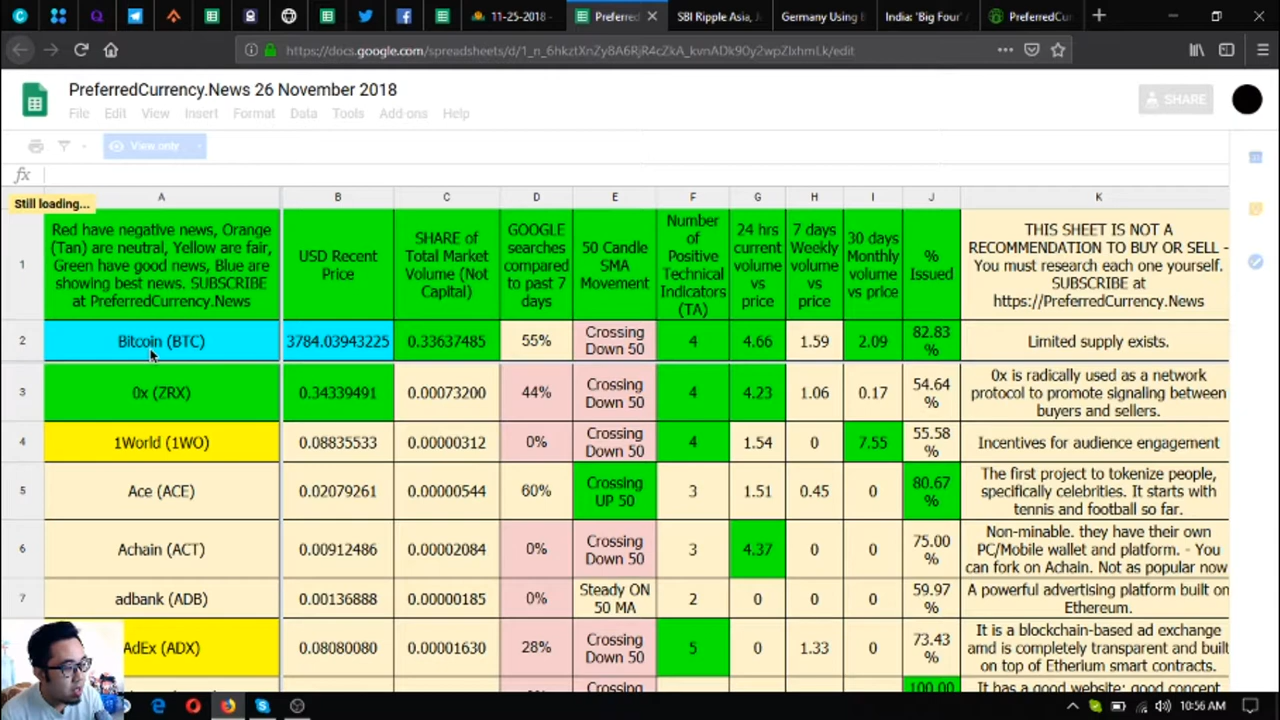 11-25-2018 -
Preferred
SBI Ripple Asia, J
Germany Using B
India: 'Big Four' A
PreferredCur
https://docs.google.com/spreadsheets/d/
PreferredCurrency.News 26 November 2018
File Edit View Insert Format Data Tools Add-ons Help
SHARE
View only
fx
Still loading...
A B C D E F G H I J K
1
Red have negative news, Orange
(Tan) are neutral, Yellow are fair,
Green have good news, Blue are
showing best news. SUBSCRIBE
at PreferredCurrency.News
USD Recent
Price
SHARE of
Total Market
Volume (Not
Capital)
GOOGLE
searches
compared
to past 7
days
50 Candle
SMA
Movement
Number
of
Positive
Technical
Indicators
(TA)
24 hrs
current
volume
vs
price
7 days
Weekly
volume
vs
price
30 days
Monthly
volume
vs price
%
Issued
THIS SHEET IS NOT A
RECOMMENDATION TO BUY OR SELL -
You must research each one yourself.
SUBSCRIBE at
https://PreferredCurrency.News
2
Bitcoin (BTC)
3784.03943225
0.33637485
55%
Crossing
Down 50
4
4.66
1.59
2.09
82.83
%
Limited supply exists.
3
0x (ZRX)
0.34339491
0.00073200
44%
Crossing
Down 50
4
4.23
1.06
0.17
54.64
%
0x is radically used as a network
protocol to promote signaling between
buyers and sellers.
4
1World (1WO)
0.08835533
0.00000312
0%
Crossing
Down 50
4
1.54
0
7.55
55.58
%
Incentives for audience engagement
5
Ace (ACE)
0.02079261
0.00000544
60%
Crossing
UP 50
3
1.51
0.45
0
80.67
%
The first project to tokenize people,
specifically celebrities. It starts with
tennis and football so far.
6
Achain (ACT)
0.00912486
0.00002084
0%
Crossing
Down 50
3
4.37
0
0
75.00
%
Non-minable. they have their own
PC/Mobile wallet and platform. - You
can fork on Achain. Not as popular now
7
adbank (ADB)
0.00136888
0.00000185
0%
Steady ON
50 MA
2
0
0
0
59.97
%
A powerful advertising platform built on
Ethereum.
AdEx (ADX)
0.08080080
0.00001630
28%
Crossing
Down 50
5
0
1.33
0
73.43
%
It is a blockchain-based ad exchange
amd is completely transparent and built
on top of Etherium smart contracts.
Crossing
100.00
It has a good website; good concept
10:56 AM